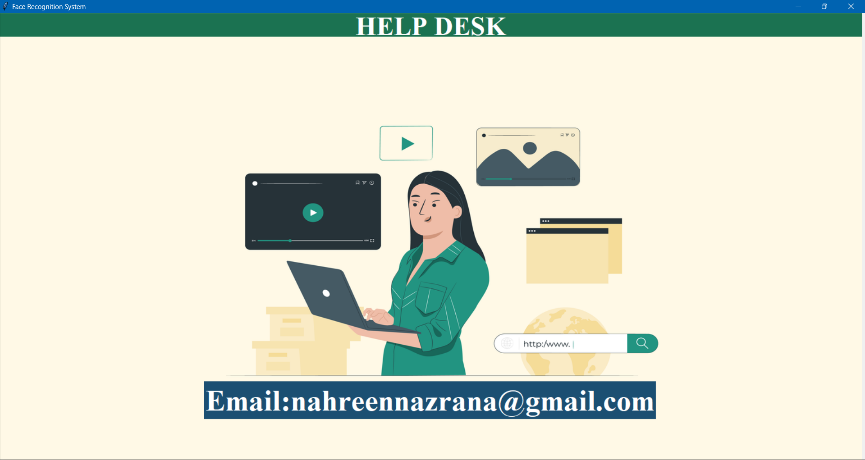 Face Recognition System
HELP DESK
http:/www.
Email:nahreennazrana@gmail.com